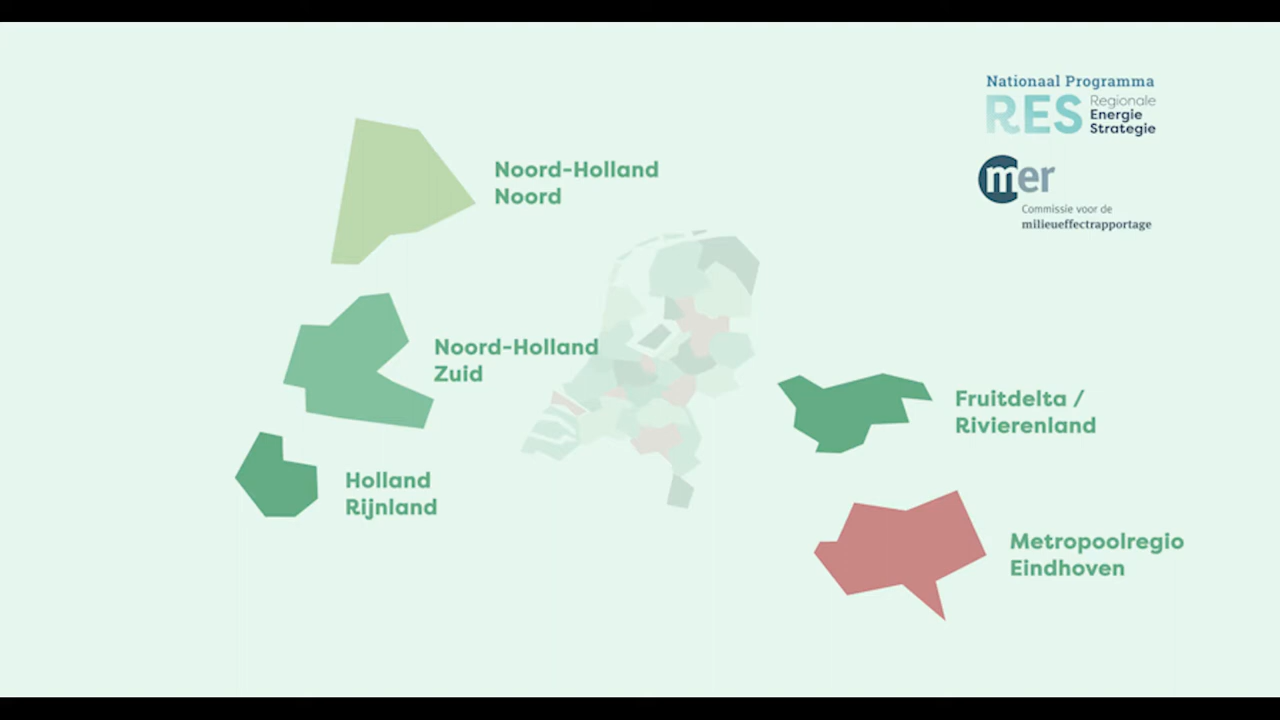 Nationaal Programma
RES Regionale
Energie
Strategie
mer
Commissie voor de
milieueffectrapportage
Noord-Holland
Noord
Noord-Holland
Zuid
Holland
Rijnland
Fruitdelta /
Rivierenland
Metropoolregio
Eindhoven